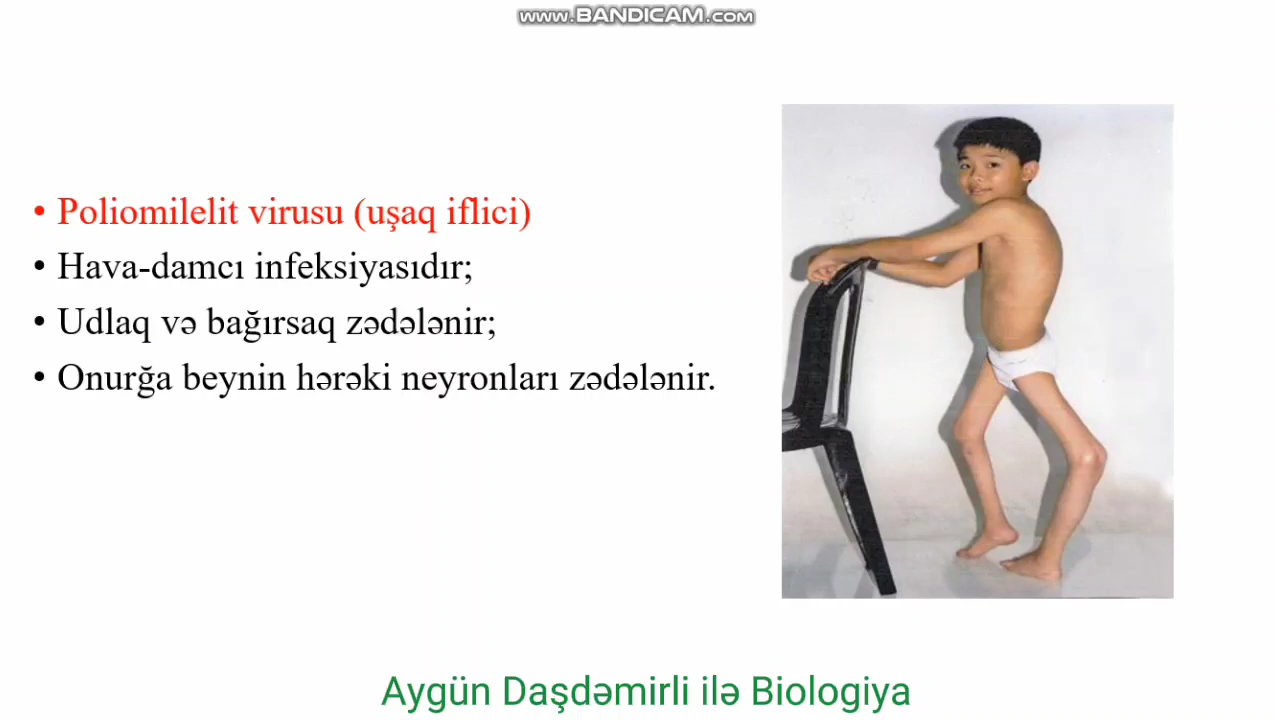 www.BANDICAM.com
• Poliomilelit virusu (uşaq iflici)
• Hava-damcı infeksiyasıdır;
• Udlaq və bağırsaq zədələnir;
• Onurğa beynin hərəki neyronları zədələnir.
Aygün Daşdəmirli ilə Biologiya